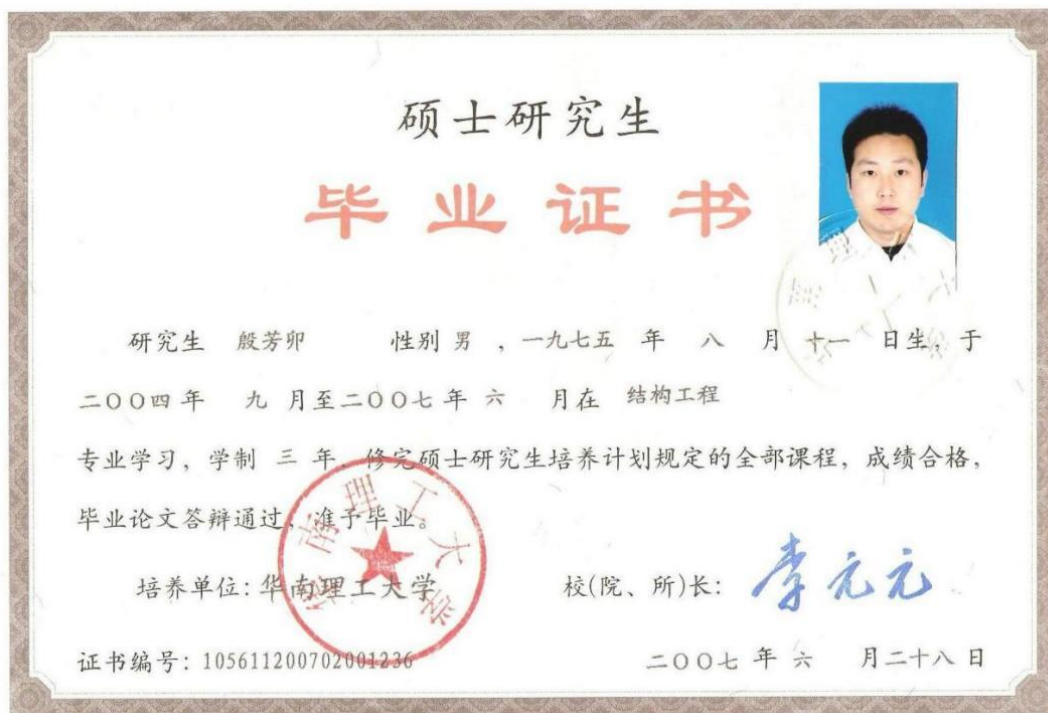 硕士研究生
毕业证书
研究生 殷芳卯 性别 男 ，一九七五 年 八 月 十一 日生，于
二〇〇四年 九 月至二〇〇七年 六 月在 结构工程
专业学习，学制 三 年，修完硕士研究生培养计划规定的全部课程，成绩合格，
毕业论文答辩通过，准予毕业。
华南理工大学
培养单位：华南理工大学 校(院、所)长：李元元
证书编号：105611200702001236 二〇〇七 年 六 月二十八日